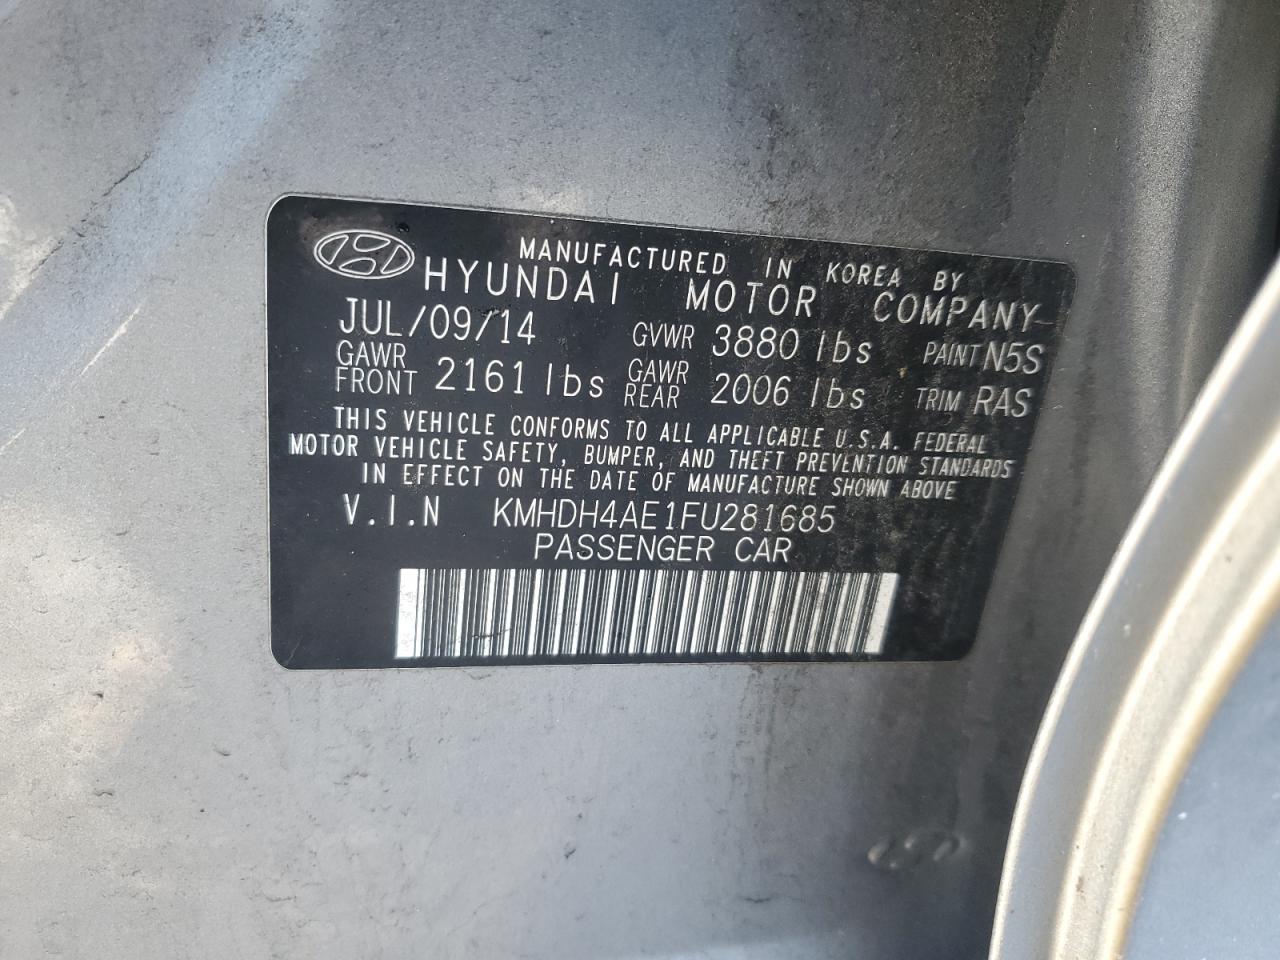 MANUFACTURED IN KOREA BY
HYUNDAI MOTOR COMPANY
JUL/09/14 GVWR 3880 lbs PAINT N5S
GAWR FRONT 2161 lbs GAWR REAR 2006 lbs TRIM RAS
THIS VEHICLE CONFORMS TO ALL APPLICABLE U.S.A. FEDERAL
MOTOR VEHICLE SAFETY, BUMPER, AND THEFT PREVENTION STANDARDS
IN EFFECT ON THE DATE OF MANUFACTURE SHOWN ABOVE
V.I.N KMHDH4AE1FU281685
PASSENGER CAR